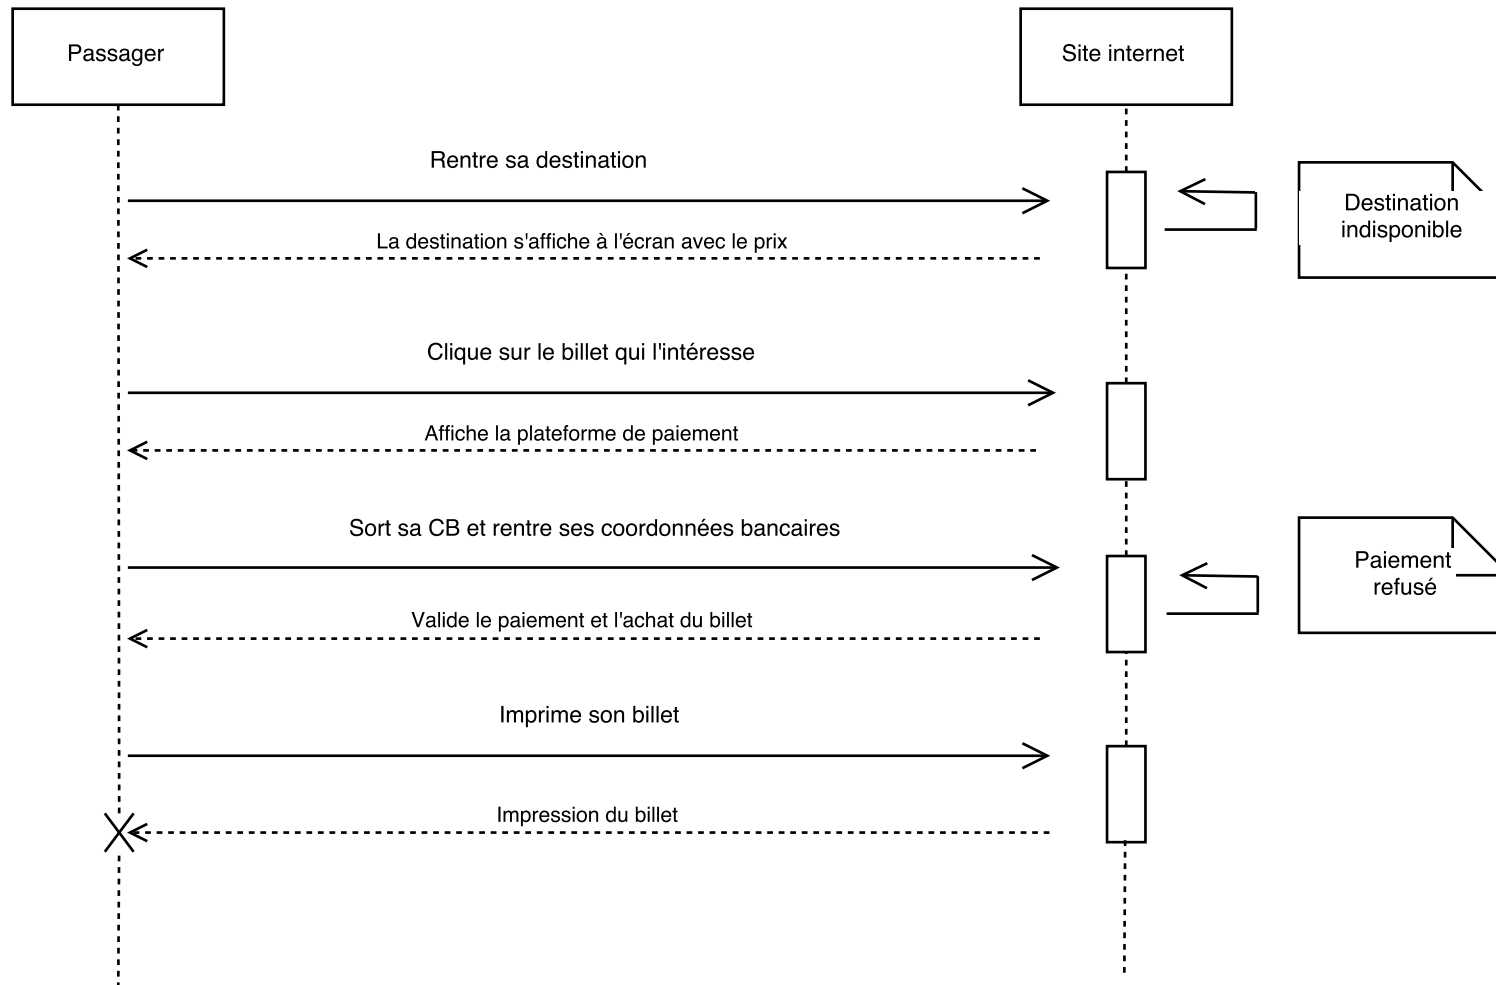 Passager
Site internet
Rentre sa destination
Destination
indisponible
La destination s'affiche à l'écran avec le prix
Clique sur le billet qui l'intéresse
Affiche la plateforme de paiement
Sort sa CB et rentre ses coordonnées bancaires
Paiement
refusé
Valide le paiement et l'achat du billet
Imprime son billet
Impression du billet